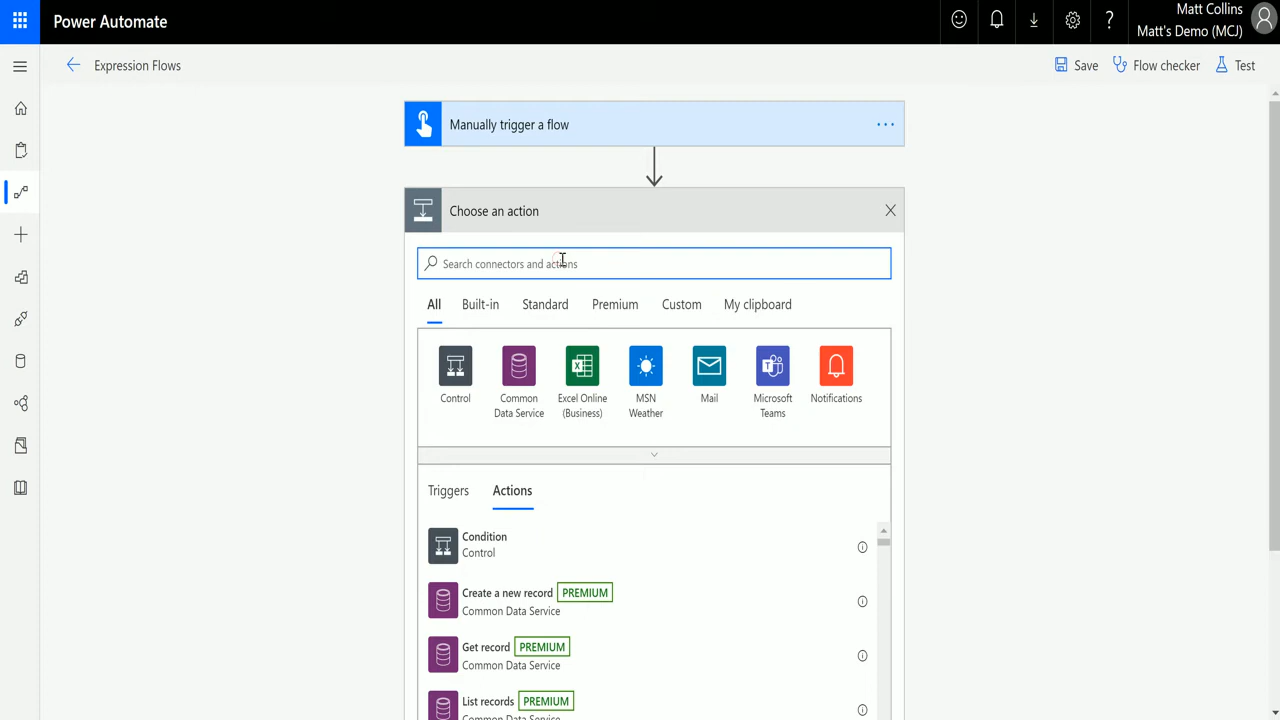 Power Automate
Matt Collins
Matt's Demo (MCJ)
Expression Flows
Save
Flow checker
Test
Manually trigger a flow
Choose an action
Search connectors and actions
All Built-in Standard Premium Custom My clipboard
Control
Common
Data Service
Excel Online
(Business)
MSN
Weather
Mail
Microsoft
Teams
Notifications
Triggers Actions
Condition
Control
Create a new record PREMIUM
Common Data Service
Get record PREMIUM
Common Data Service
List records PREMIUM
Common Data Service